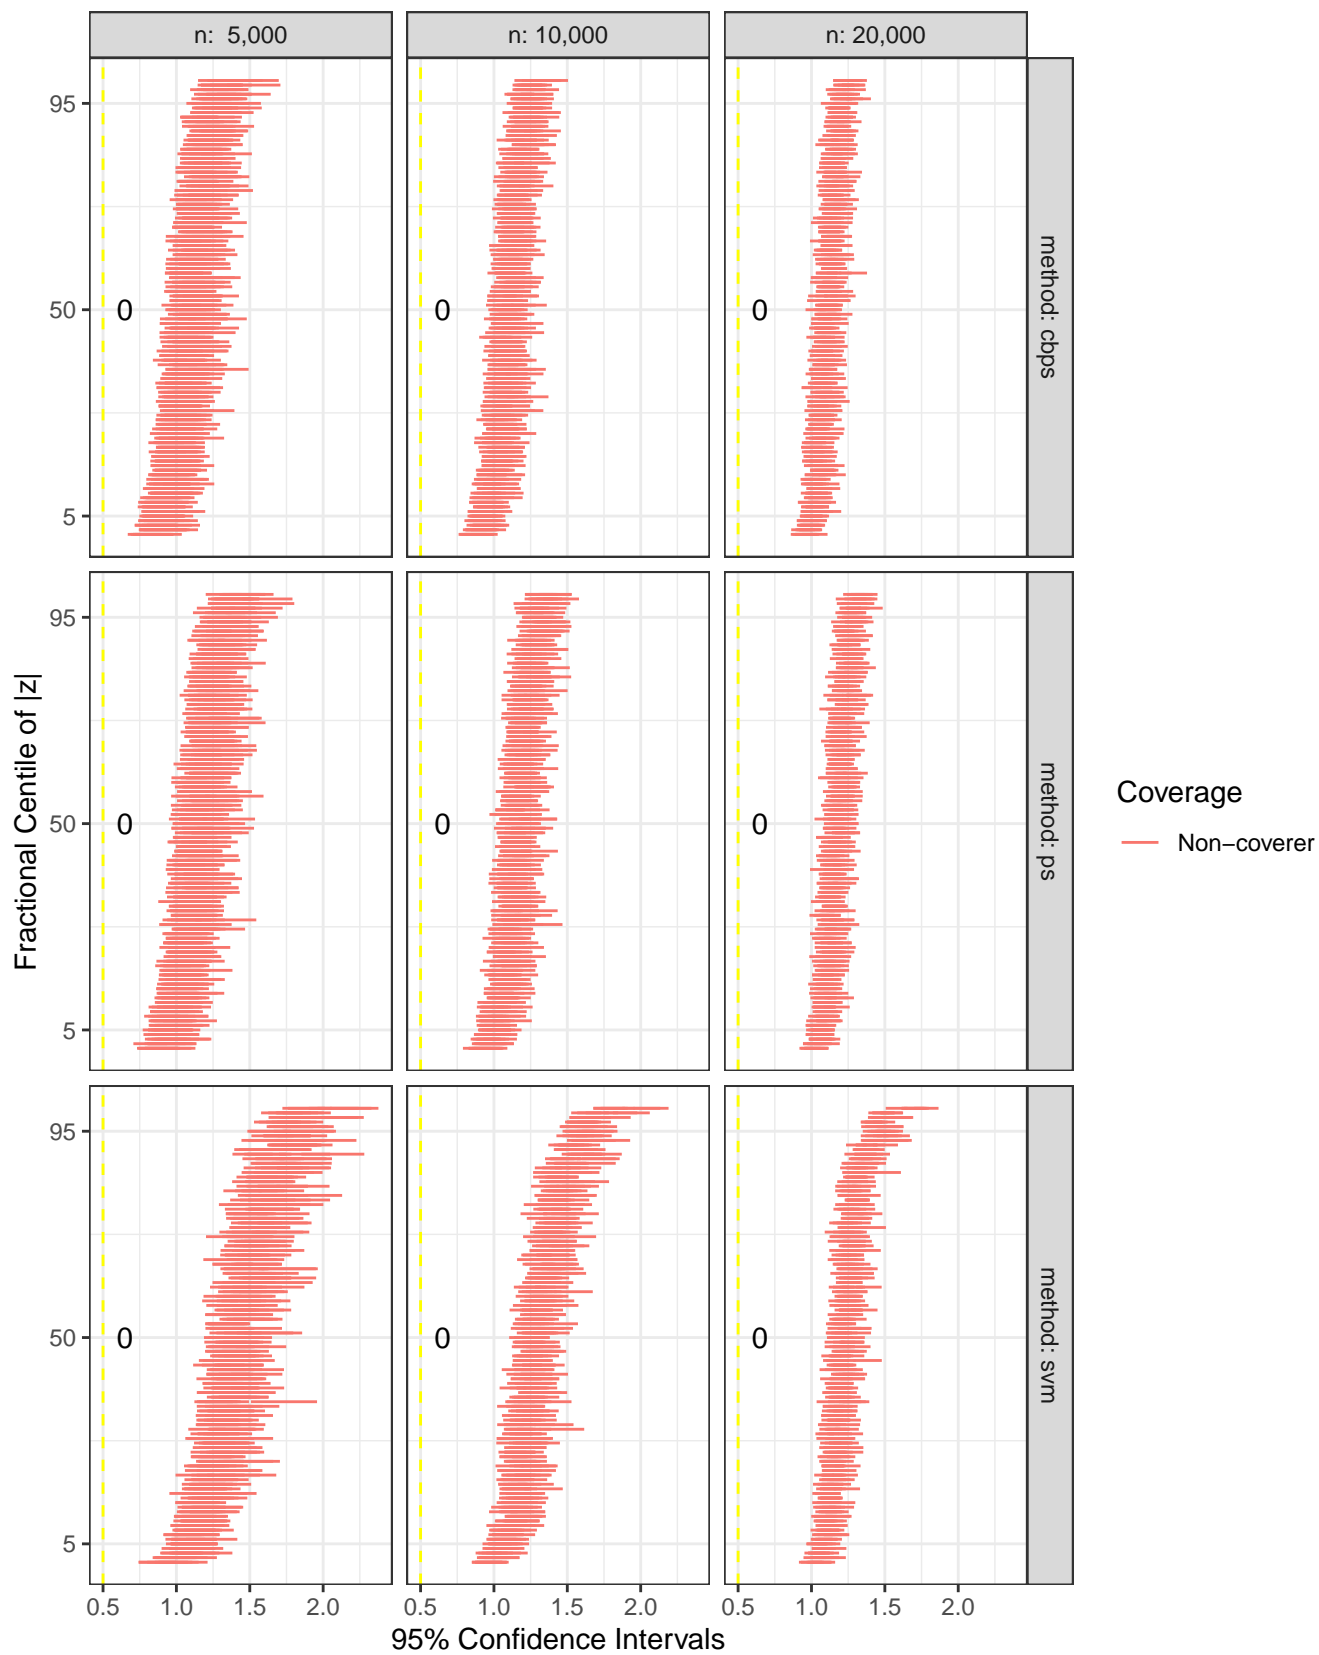 n:  5,000
n: 10,000
n: 20,000
95
50
5
0
0
0
method: cbps
95
50
5
0
0
0
method: ps
95
50
5
0
0
0
method: svm
0.5 1.0 1.5 2.0
0.5 1.0 1.5 2.0
0.5 1.0 1.5 2.0
95% Confidence Intervals
Fractional Centile of |z|
Coverage
Non−coverer